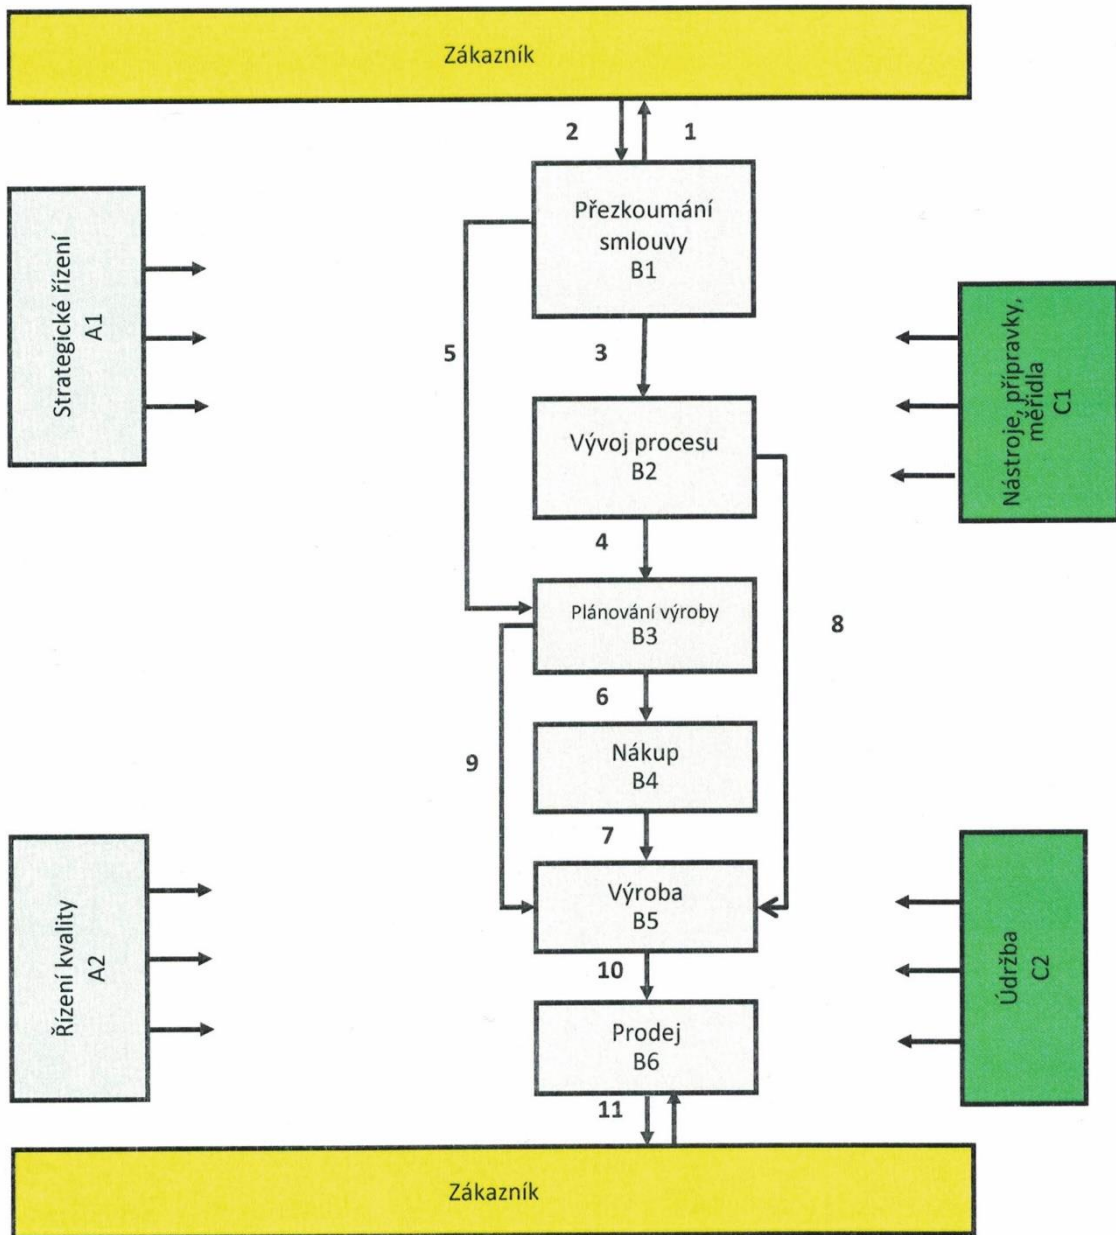 Zákazník
2
1
Přezkoumání
smlouvy
B1
Strategické řízení
A1
5
3
Nástroje, přípravky,
měřidla
C1
Vývoj procesu
B2
4
8
Plánování výroby
B3
6
9
Nákup
B4
7
Výroba
B5
Řízení kvality
A2
Údržba
C2
10
Prodej
B6
11
Zákazník